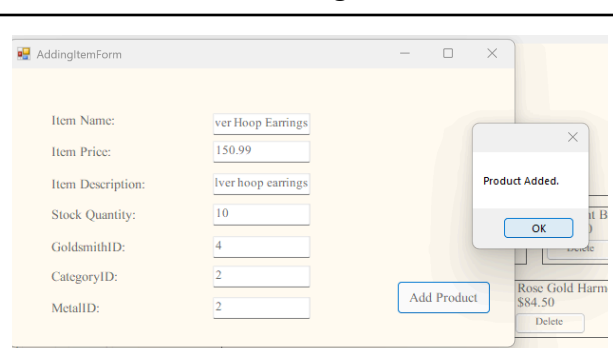 AddingItemForm
Item Name:
ver Hoop Earrings
Item Price:
150.99
Item Description:
lver hoop earrings
Stock Quantity:
10
GoldsmithID:
4
CategoryID:
2
MetalID:
2
Add Product
Product Added.
OK
Delete
Rose Gold Harm
$84.50
Delete